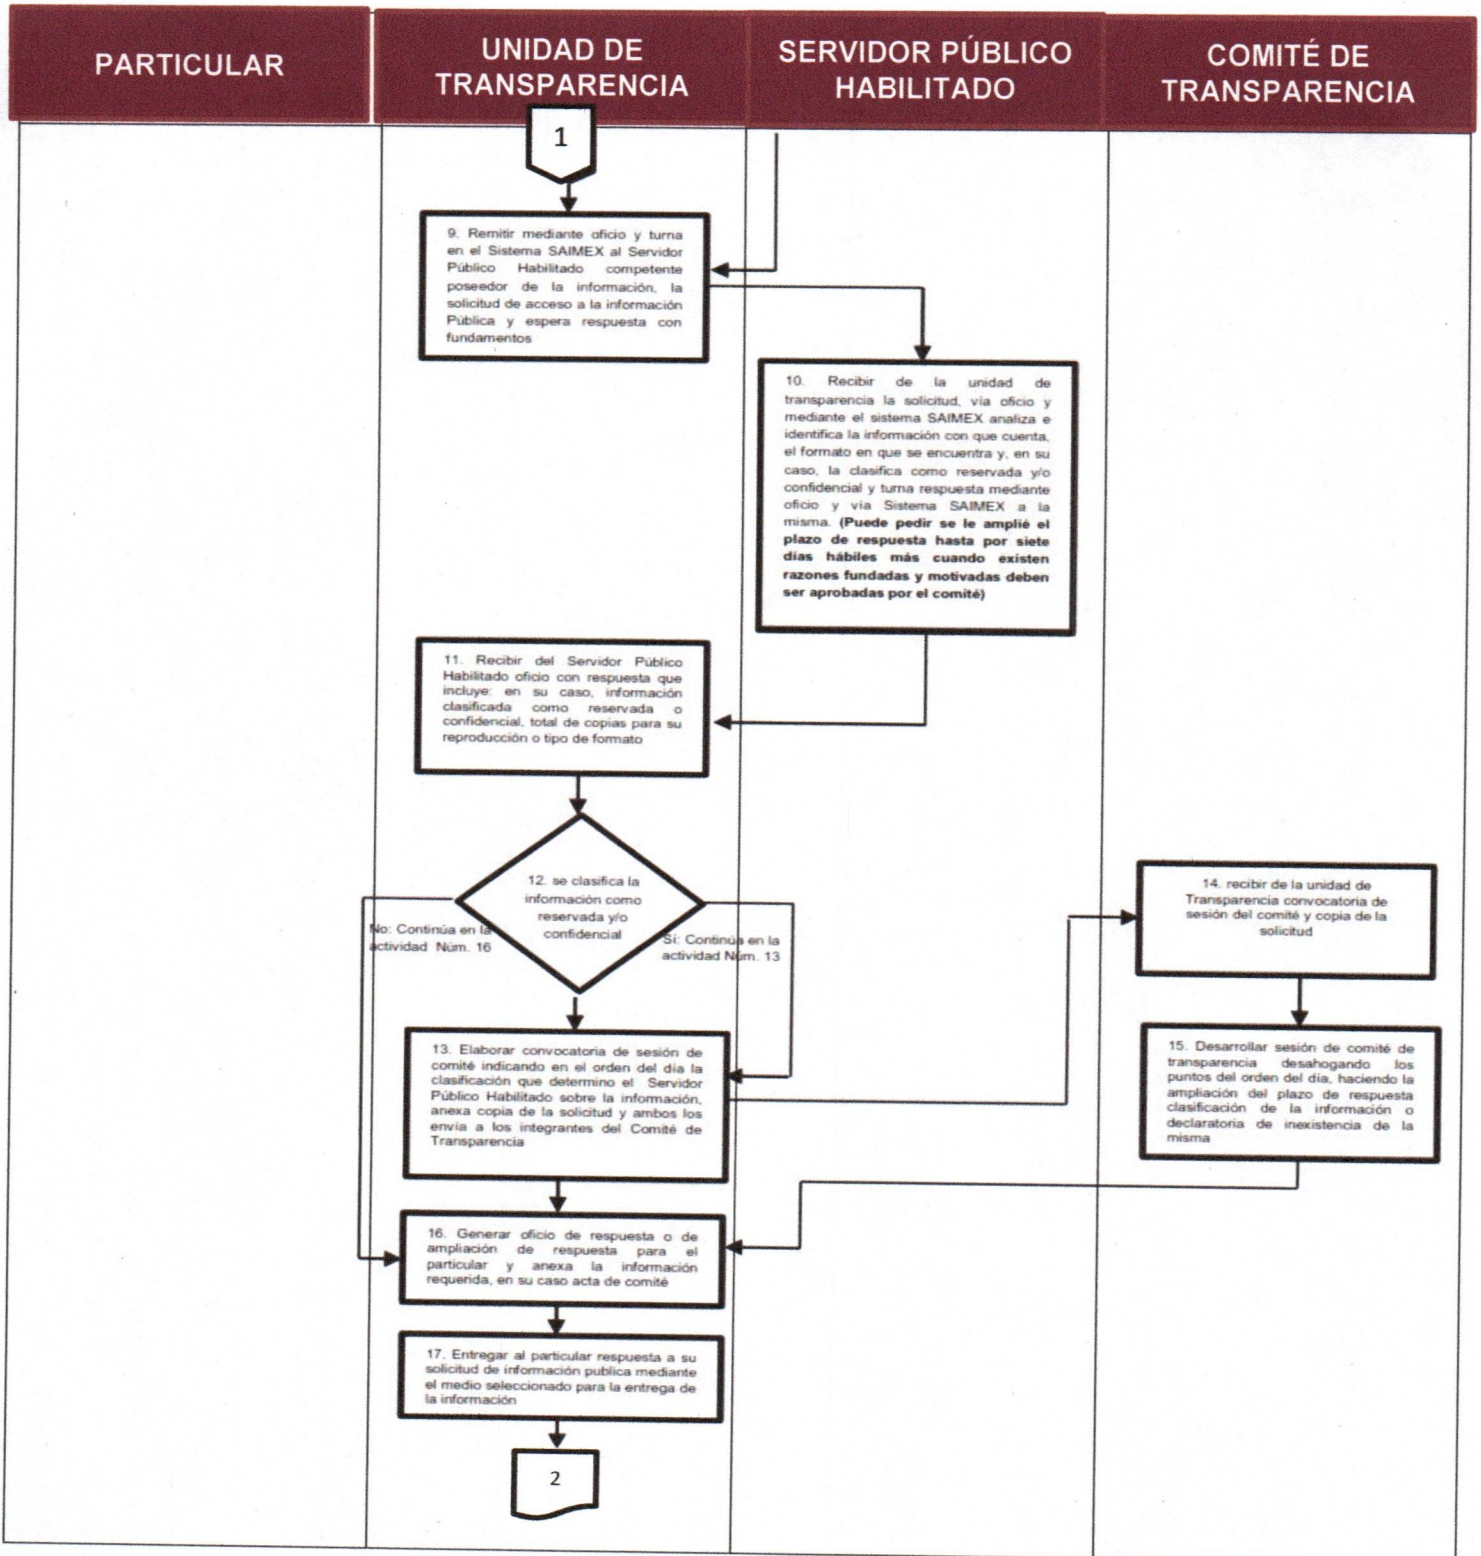 PARTICULAR
UNIDAD DE
TRANSPARENCIA
SERVIDOR PÚBLICO
HABILITADO
COMITÉ DE
TRANSPARENCIA
1
9. Remitir mediante oficio y turna
en el Sistema SAIMEX al Servidor
Público Habilitado competente
poseedor de la información, la
solicitud de acceso a la información
Pública y espera respuesta con
fundamentos
10. Recibir de la unidad de
transparencia la solicitud, vía oficio y
mediante el sistema SAIMEX analiza e
identifica la información con que cuenta,
el formato en que se encuentra y, en su
caso, la clasifica como reservada y/o
confidencial y turna respuesta mediante
oficio y vía Sistema SAIMEX a la
misma. (Puede pedir se le amplié el
plazo de respuesta hasta por siete
días hábiles más cuando existen
razones fundadas y motivadas deben
ser aprobadas por el comité)
11. Recibir del Servidor Público
Habilitado oficio con respuesta que
incluye: en su caso, información
clasificada como reservada o
confidencial, total de copias para su
reproducción o tipo de formato
12. se clasifica la
información como
reservada y/o
confidencial
No: Continúa en la
actividad Núm. 16
Sí: Continúa en la
actividad Núm. 13
14. recibir de la unidad de
Transparencia convocatoria de
sesión del comité y copia de la
solicitud
13. Elaborar convocatoria de sesión de
comité indicando en el orden del día la
clasificación que determino el Servidor
Público Habilitado sobre la información,
anexa copia de la solicitud y ambos los
envía a los integrantes del Comité de
Transparencia
15. Desarrollar sesión de comité de
transparencia desahogando los
puntos del orden del día, haciendo la
ampliación del plazo de respuesta
clasificación de la información o
declaratoria de inexistencia de la
misma
16. Generar oficio de respuesta o de
ampliación de respuesta para el
particular y anexa la información
requerida, en su caso acta de comité
17. Entregar al particular respuesta a su
solicitud de información publica mediante
el medio seleccionado para la entrega de
la información
2